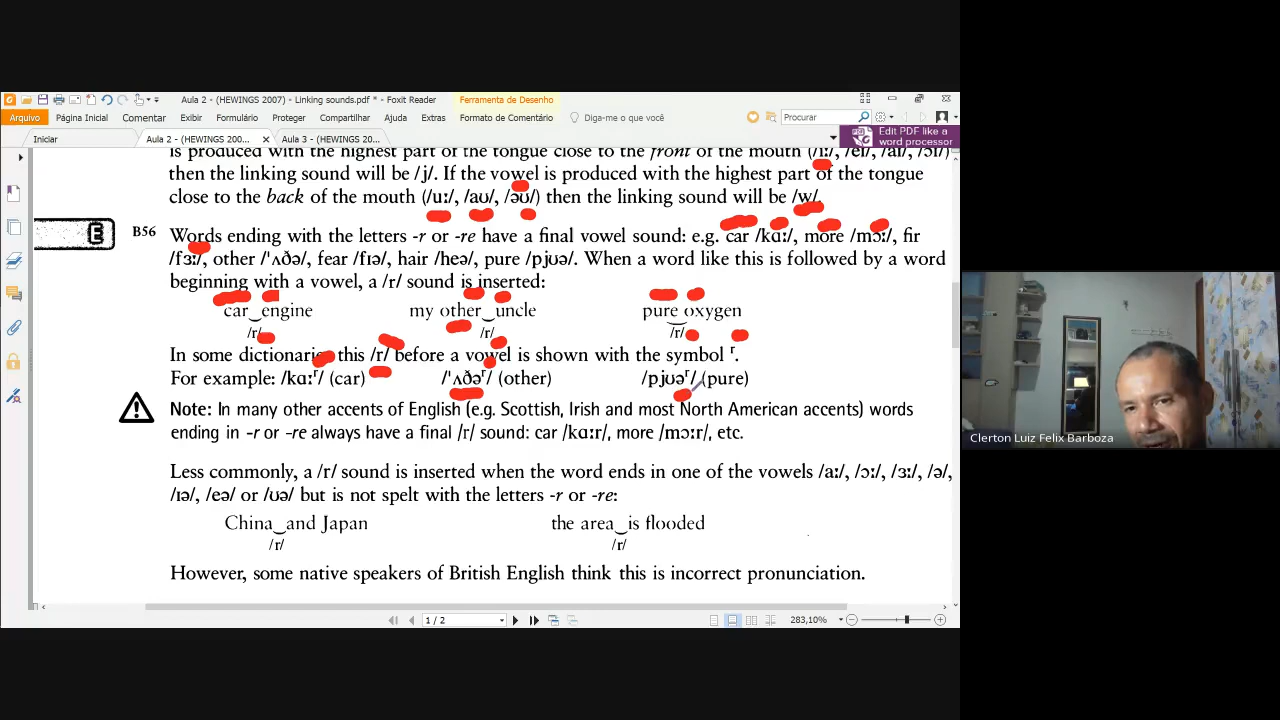 Aula 2 - (HEWINGS 2007) - Linking sounds.pdf * - Foxit Reader
Ferramenta de Desenho
Arquivo Página Inicial Comentar Exibir Formulário Proteger Compartilhar Ajuda Extras Formato de Comentário Diga-me o que você Procurar
Iniciar Aula 2 - (HEWINGS 200... Aula 3 - (HEWINGS 20...
Edit PDF like a
word processor
is produced with the highest part of the tongue close to the front of the mouth (/iː/, /eɪ/, /aɪ/, /ɔɪ/)
then the linking sound will be /j/. If the vowel is produced with the highest part of the tongue
close to the back of the mouth (/uː/, /aʊ/, /əʊ/) then the linking sound will be /w/.
E
B56
Words ending with the letters -r or -re have a final vowel sound: e.g. car /kɑː/, more /mɔː/, fir
/fɜː/, other /ˈʌðə/, fear /fɪə/, hair /heə/, pure /pjʊə/. When a word like this is followed by a word
beginning with a vowel, a /r/ sound is inserted:
car‿engine my other‿uncle pure‿oxygen
/r/ /r/ /r/
In some dictionaries this /r/ before a vowel is shown with the symbol ʳ.
For example: /kɑːʳ/ (car) /ˈʌðəʳ/ (other) /pjʊəʳ/ (pure)
Note: In many other accents of English (e.g. Scottish, Irish and most North American accents) words
ending in -r or -re always have a final /r/ sound: car /kɑːr/, more /mɔːr/, etc.
Less commonly, a /r/ sound is inserted when the word ends in one of the vowels /aː/, /ɔː/, /ɜː/, /ə/,
/ɪə/, /eə/ or /ʊə/ but is not spelt with the letters -r or -re:
China‿and Japan the area‿is flooded
/r/ /r/
However, some native speakers of British English think this is incorrect pronunciation.
1 / 2
283,10%
Clerton Luiz Felix Barboza